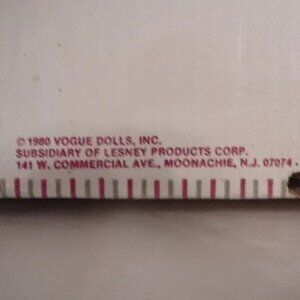 © 1980 VOGUE DOLLS, INC.
SUBSIDIARY OF LESNEY PRODUCTS CORP.
141 W. COMMERCIAL AVE., MOONACHIE, N.J. 07074